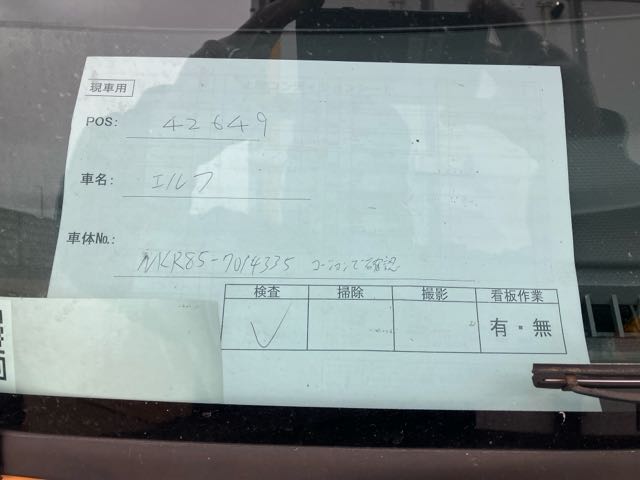 現車用
POS: 42649
車名: エルフ
車体No.:
NKR85-7014335 コーションで確認
検査 掃除 撮影 看板作業
有・無